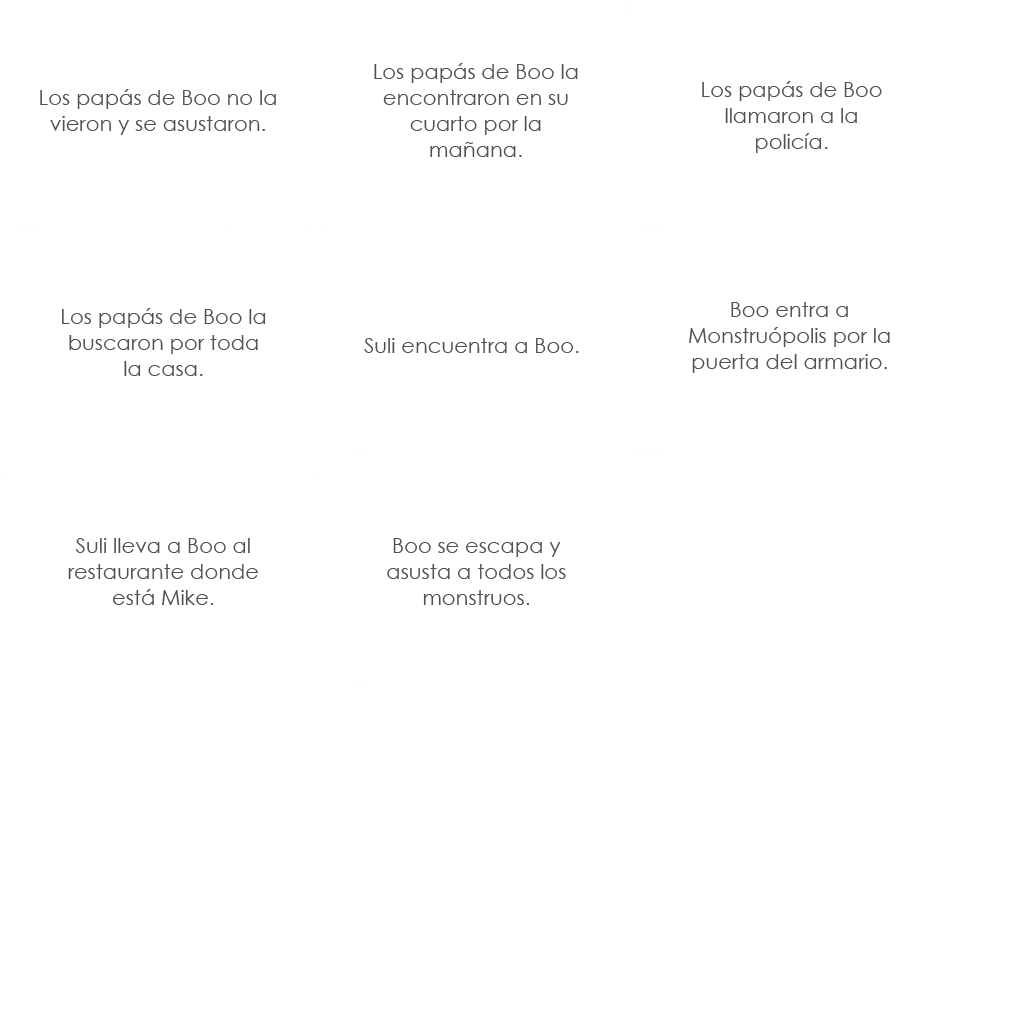 Los papás de Boo no la
vieron y se asustaron.
Los papás de Boo la
encontraron en su
cuarto por la
mañana.
Los papás de Boo
llamaron a la
policía.
Los papás de Boo la
buscaron por toda
la casa.
Suli encuentra a Boo.
Boo entra a
Monstruópolis por la
puerta del armario.
Suli lleva a Boo al
restaurante donde
está Mike.
Boo se escapa y
asusta a todos los
monstruos.